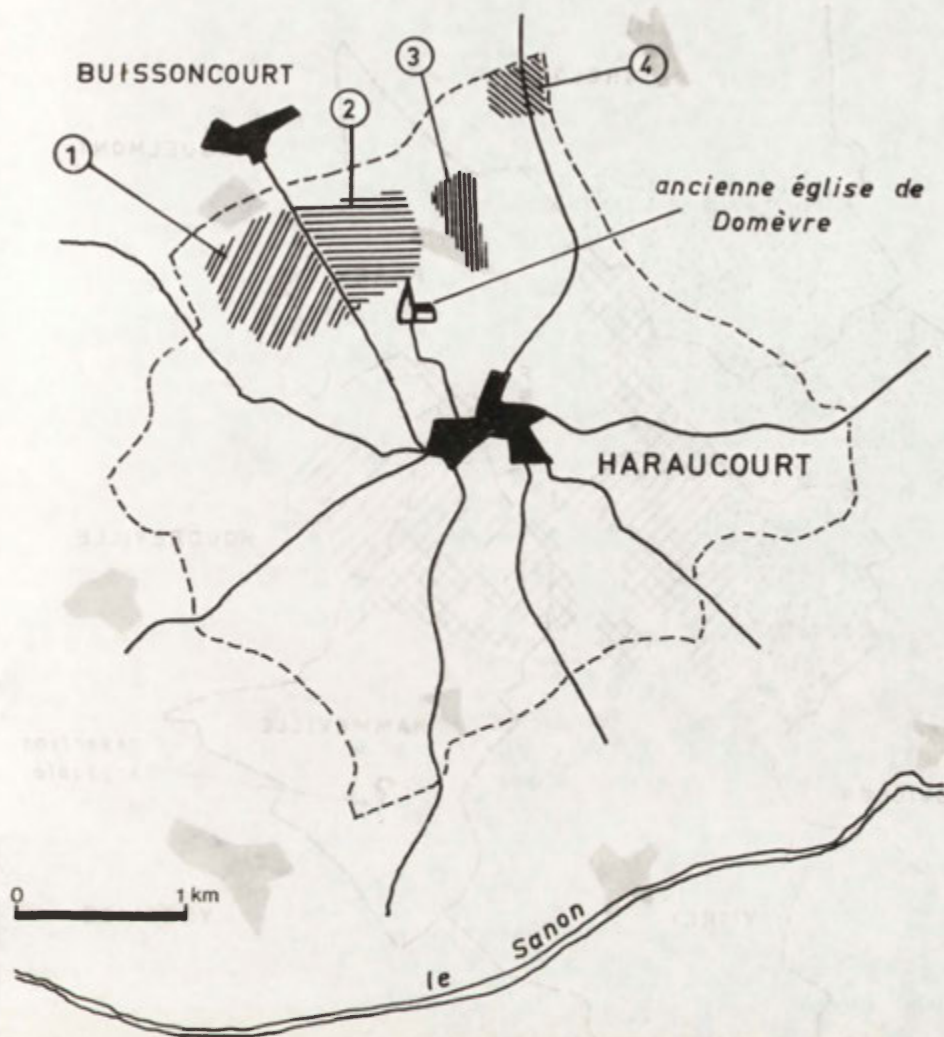 BUISSONCOURT
1
2
3
4
ancienne église de
Domèvre
HARAUCOURT
0 1 km
le Sanon